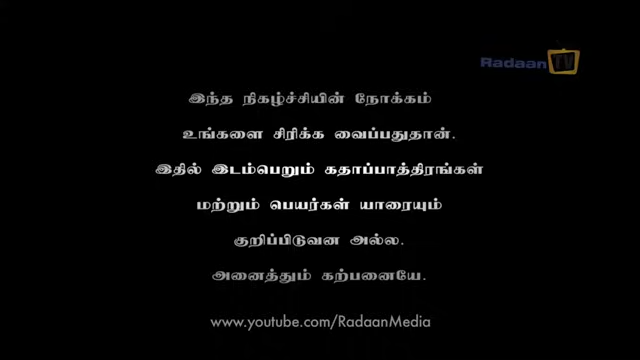 Radaan TV
இந்த நிகழ்ச்சியின் நோக்கம்
உங்களை சிரிக்க வைப்பதுதான்.
இதில் இடம்பெறும் கதாப்பாத்திரங்கள்
மற்றும் பெயர்கள் யாரையும்
குறிப்பிடுவன அல்ல.
அனைத்தும் கற்பனையே.
www.youtube.com/RadaanMedia